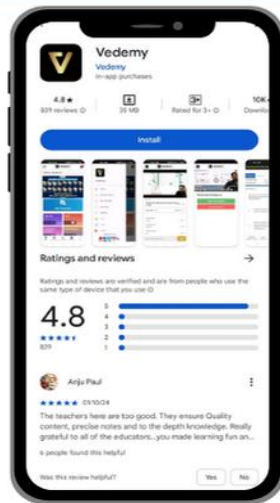 Vedemy
Vedemy
In-app purchases
4.8★
839 reviews
35 MB
3+
Rated for 3+
10K+
Downlo
Install
Ratings and reviews
Ratings and reviews are verified and are from people who use the
same type of device that you use
4.8
5
4
3
2
1
839
Anju Paul
01/10/24
The teachers here are too good. They ensure Quality
content, precise notes and to the depth knowledge. Really
grateful to all of the educators...you made learning fun an...
6 people found this helpful
Was this review helpful?
Yes
No